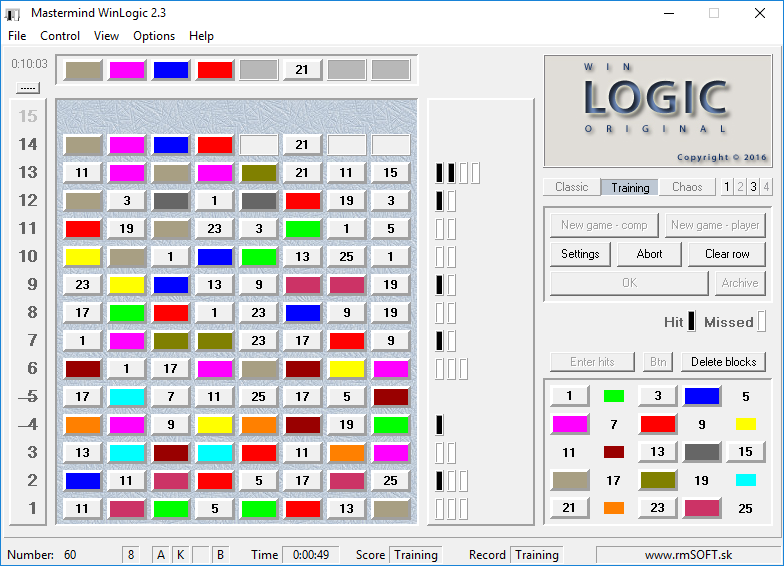 Mastermind WinLogic 2.3
File Control View Options Help
0:10:03
21
-----
15
14 21
13 11 21 11 15
12 3 1 19 3
11 19 23 3 1 5
10 1 13 25 1
9 23 13 9 19
8 17 1 23 9 19
7 1 23 17 9
6 1 17
5 17 7 11 25 17 5
4 9 19
3 13 11
2 11 5 17 25
1 11 5 13
WIN
LOGIC
ORIGINAL
Copyright © 2016
Classic Training Chaos 1 2 3 4
New game - comp New game - player
Settings Abort Clear row
OK Archive
Hit Missed
Enter hits Btn Delete blocks
1 3 5
7 9
11 13 15
17 19
21 23 25
Number: 60 8 A K B Time 0:00:49 Score Training Record Training www.rmSOFT.sk